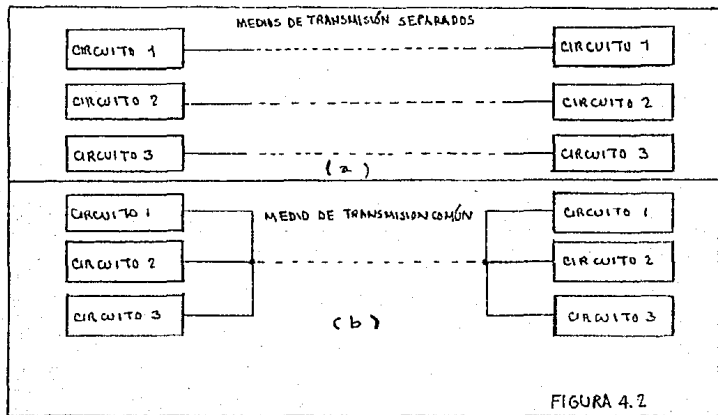 MEDIOS DE TRANSMISIÓN SEPARADOS
CIRCUITO 1
CIRCUITO 1
CIRCUITO 2
CIRCUITO 2
CIRCUITO 3
CIRCUITO 3
(a)
CIRCUITO 1
MEDIO DE TRANSMISION COMÚN
CIRCUITO 1
CIRCUITO 2
CIRCUITO 2
CIRCUITO 3
CIRCUITO 3
(b)
FIGURA 4.2